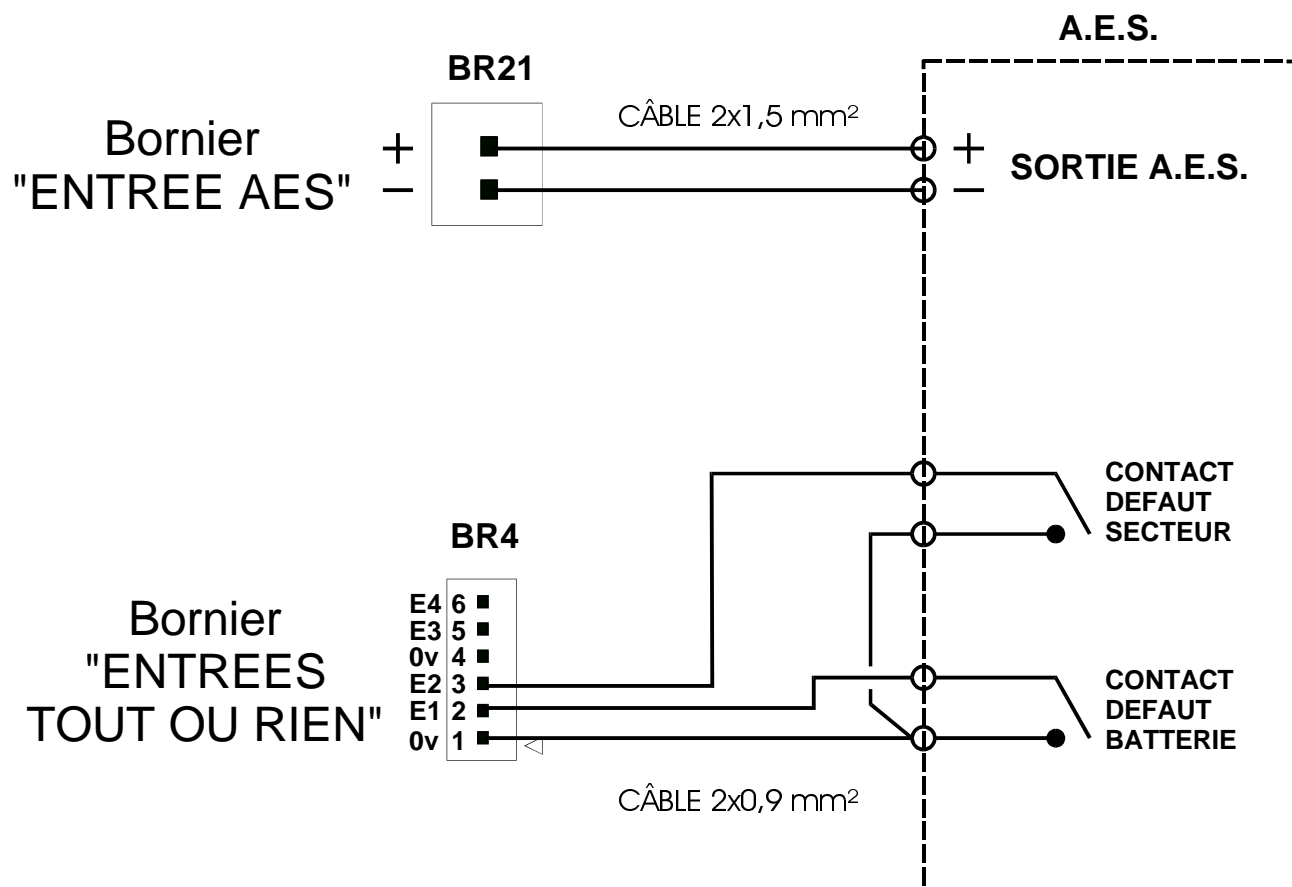 A.E.S.
BR21
CÂBLE 2x1,5 mm²
Bornier
"ENTREE AES"
+
−
+
−
SORTIE A.E.S.
CONTACT
DEFAUT
SECTEUR
BR4
Bornier
"ENTREES
TOUT OU RIEN"
E4 6
E3 5
0v 4
E2 3
E1 2
0v 1
CONTACT
DEFAUT
BATTERIE
CÂBLE 2x0,9 mm²